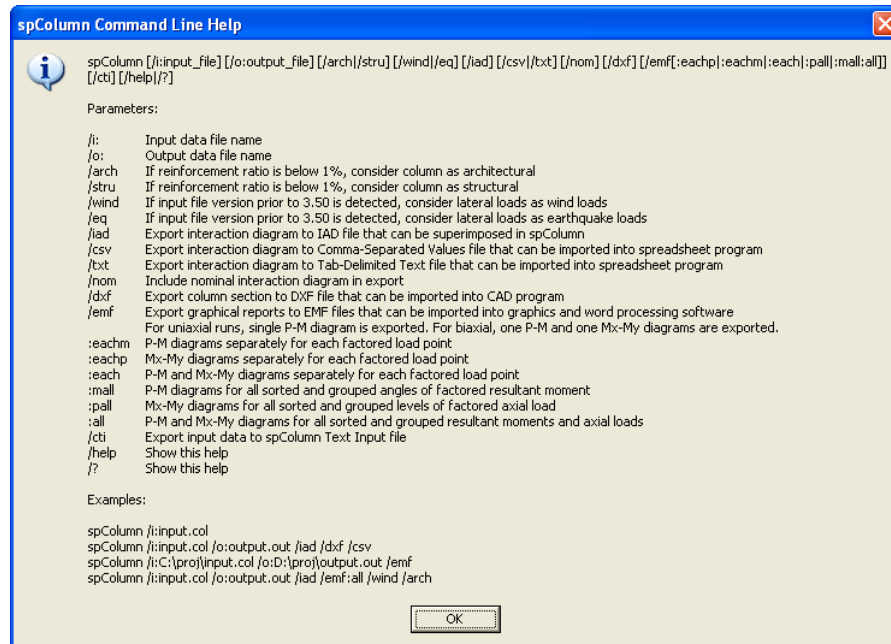 spColumn Command Line Help
spColumn [/i:input_file] [/o:output_file] [/arch|/stru] [/wind|/eq] [/iad] [/csv|/txt] [/nom] [/dxf] [/emf[:eachp|:eachm|:each|:pall|:mall:all]]
[/cti] [/help|/?]
Parameters:
/i: Input data file name
/o: Output data file name
/arch If reinforcement ratio is below 1%, consider column as architectural
/stru If reinforcement ratio is below 1%, consider column as structural
/wind If input file version prior to 3.50 is detected, consider lateral loads as wind loads
/eq If input file version prior to 3.50 is detected, consider lateral loads as earthquake loads
/iad Export interaction diagram to IAD file that can be superimposed in spColumn
/csv Export interaction diagram to Comma-Separated Values file that can be imported into spreadsheet program
/txt Export interaction diagram to Tab-Delimited Text file that can be imported into spreadsheet program
/nom Include nominal interaction diagram in export
/dxf Export column section to DXF file that can be imported into CAD program
/emf Export graphical reports to EMF files that can be imported into graphics and word processing software
For uniaxial runs, single P-M diagram is exported. For biaxial, one P-M and one Mx-My diagrams are exported.
:eachm P-M diagrams separately for each factored load point
:eachp Mx-My diagrams separately for each factored load point
:each P-M and Mx-My diagrams separately for each factored load point
:mall P-M diagrams for all sorted and grouped angles of factored resultant moment
:pall Mx-My diagrams for all sorted and grouped levels of factored axial load
:all P-M and Mx-My diagrams for all sorted and grouped resultant moments and axial loads
/cti Export input data to spColumn Text Input file
/help Show this help
/? Show this help
Examples:
spColumn /i:input.col
spColumn /i:input.col /o:output.out /iad /dxf /csv
spColumn /i:C:\proj\input.col /o:D:\proj\output.out /emf
spColumn /i:input.col /o:output.out /iad /emf:all /wind /arch
OK